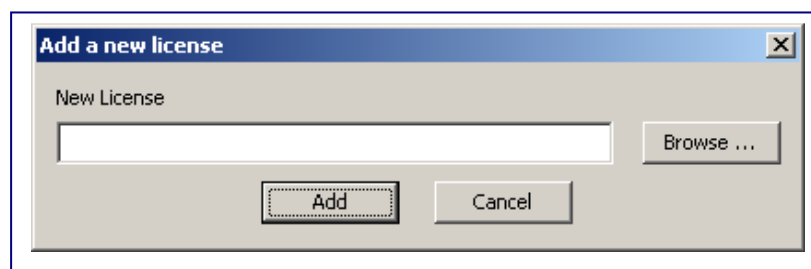 Add a new license
New License
Browse ...
Add
Cancel